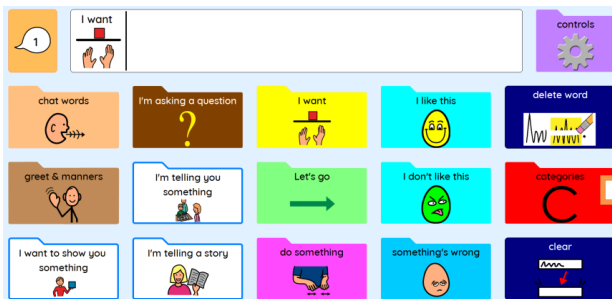 1
I want
controls
chat words
I'm asking a question
I want
I like this
delete word
greet & manners
I'm telling you
something
Let's go
I don't like this
categories
I want to show you
something
I'm telling a story
do something
something's wrong
clear